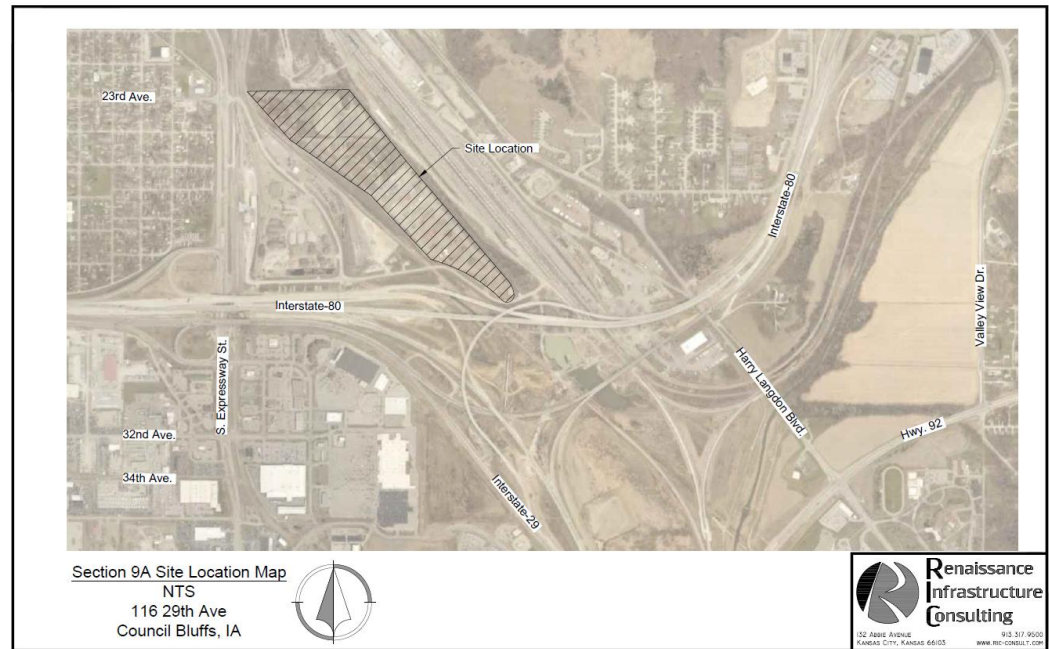 23rd Ave.
Site Location
Interstate-80
Interstate-80
Valley View Dr.
S. Expressway St.
Harry Langdon Blvd.
Hwy. 92
32nd Ave.
34th Ave.
Interstate-29
Section 9A Site Location Map
NTS
116 29th Ave
Council Bluffs, IA
Renaissance
Infrastructure
Consulting
132 Abbie Avenue
Kansas City, Kansas 66103
913.317.9500
www.ric-consult.com